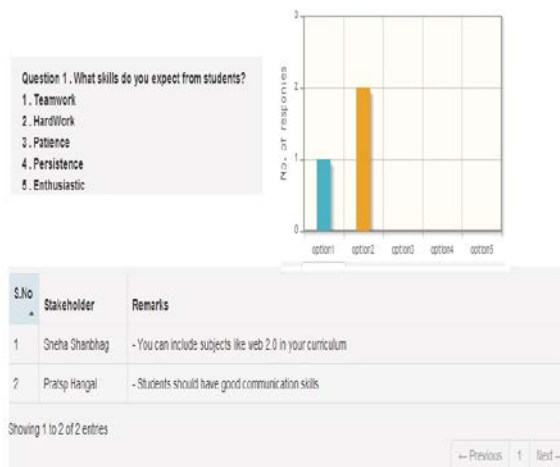 Question 1. What skills do you expect from students?
1. Teamwork
2. HardWork
3. Patience
4. Persistence
5. Enthusiastic
No. of responses
3
2
1
0
option1 option2 option3 option4 option5
S.No Stakeholder Remarks
1 Sneha Shanbhag - You can include subjects like web 2.0 in your curriculum
2 Pratap Hangal - Students should have good communication skills
Showing 1 to 2 of 2 entries
← Previous 1 Next →